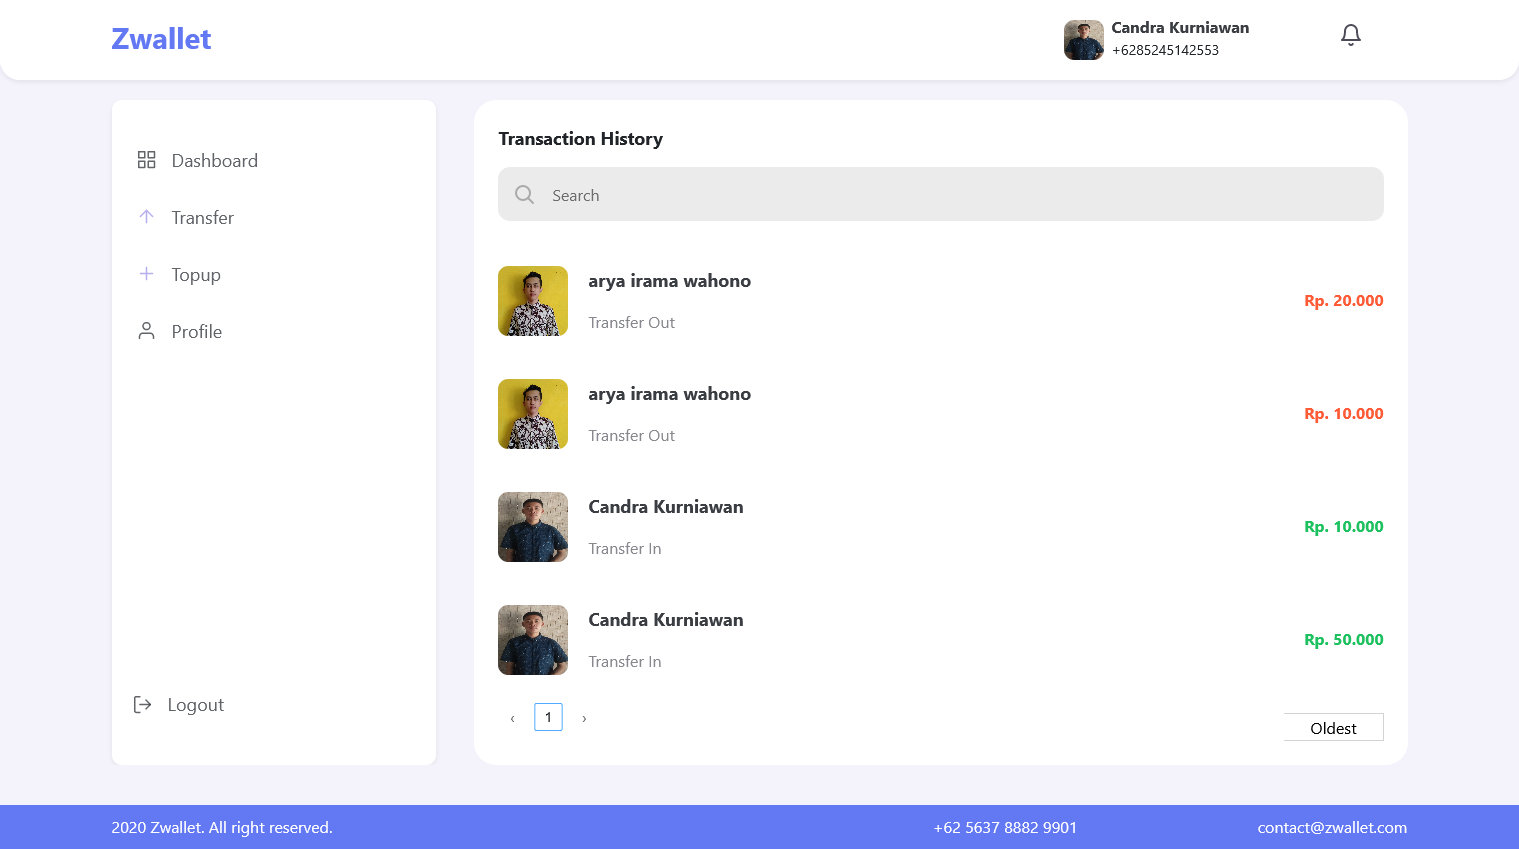 Zwallet
Candra Kurniawan
+6285245142553
Dashboard
Transfer
Topup
Profile
Logout
Transaction History
Search
arya irama wahono
Transfer Out
Rp. 20.000
arya irama wahono
Transfer Out
Rp. 10.000
Candra Kurniawan
Transfer In
Rp. 10.000
Candra Kurniawan
Transfer In
Rp. 50.000
‹ 1 ›
Oldest
2020 Zwallet. All right reserved.
+62 5637 8882 9901
contact@zwallet.com